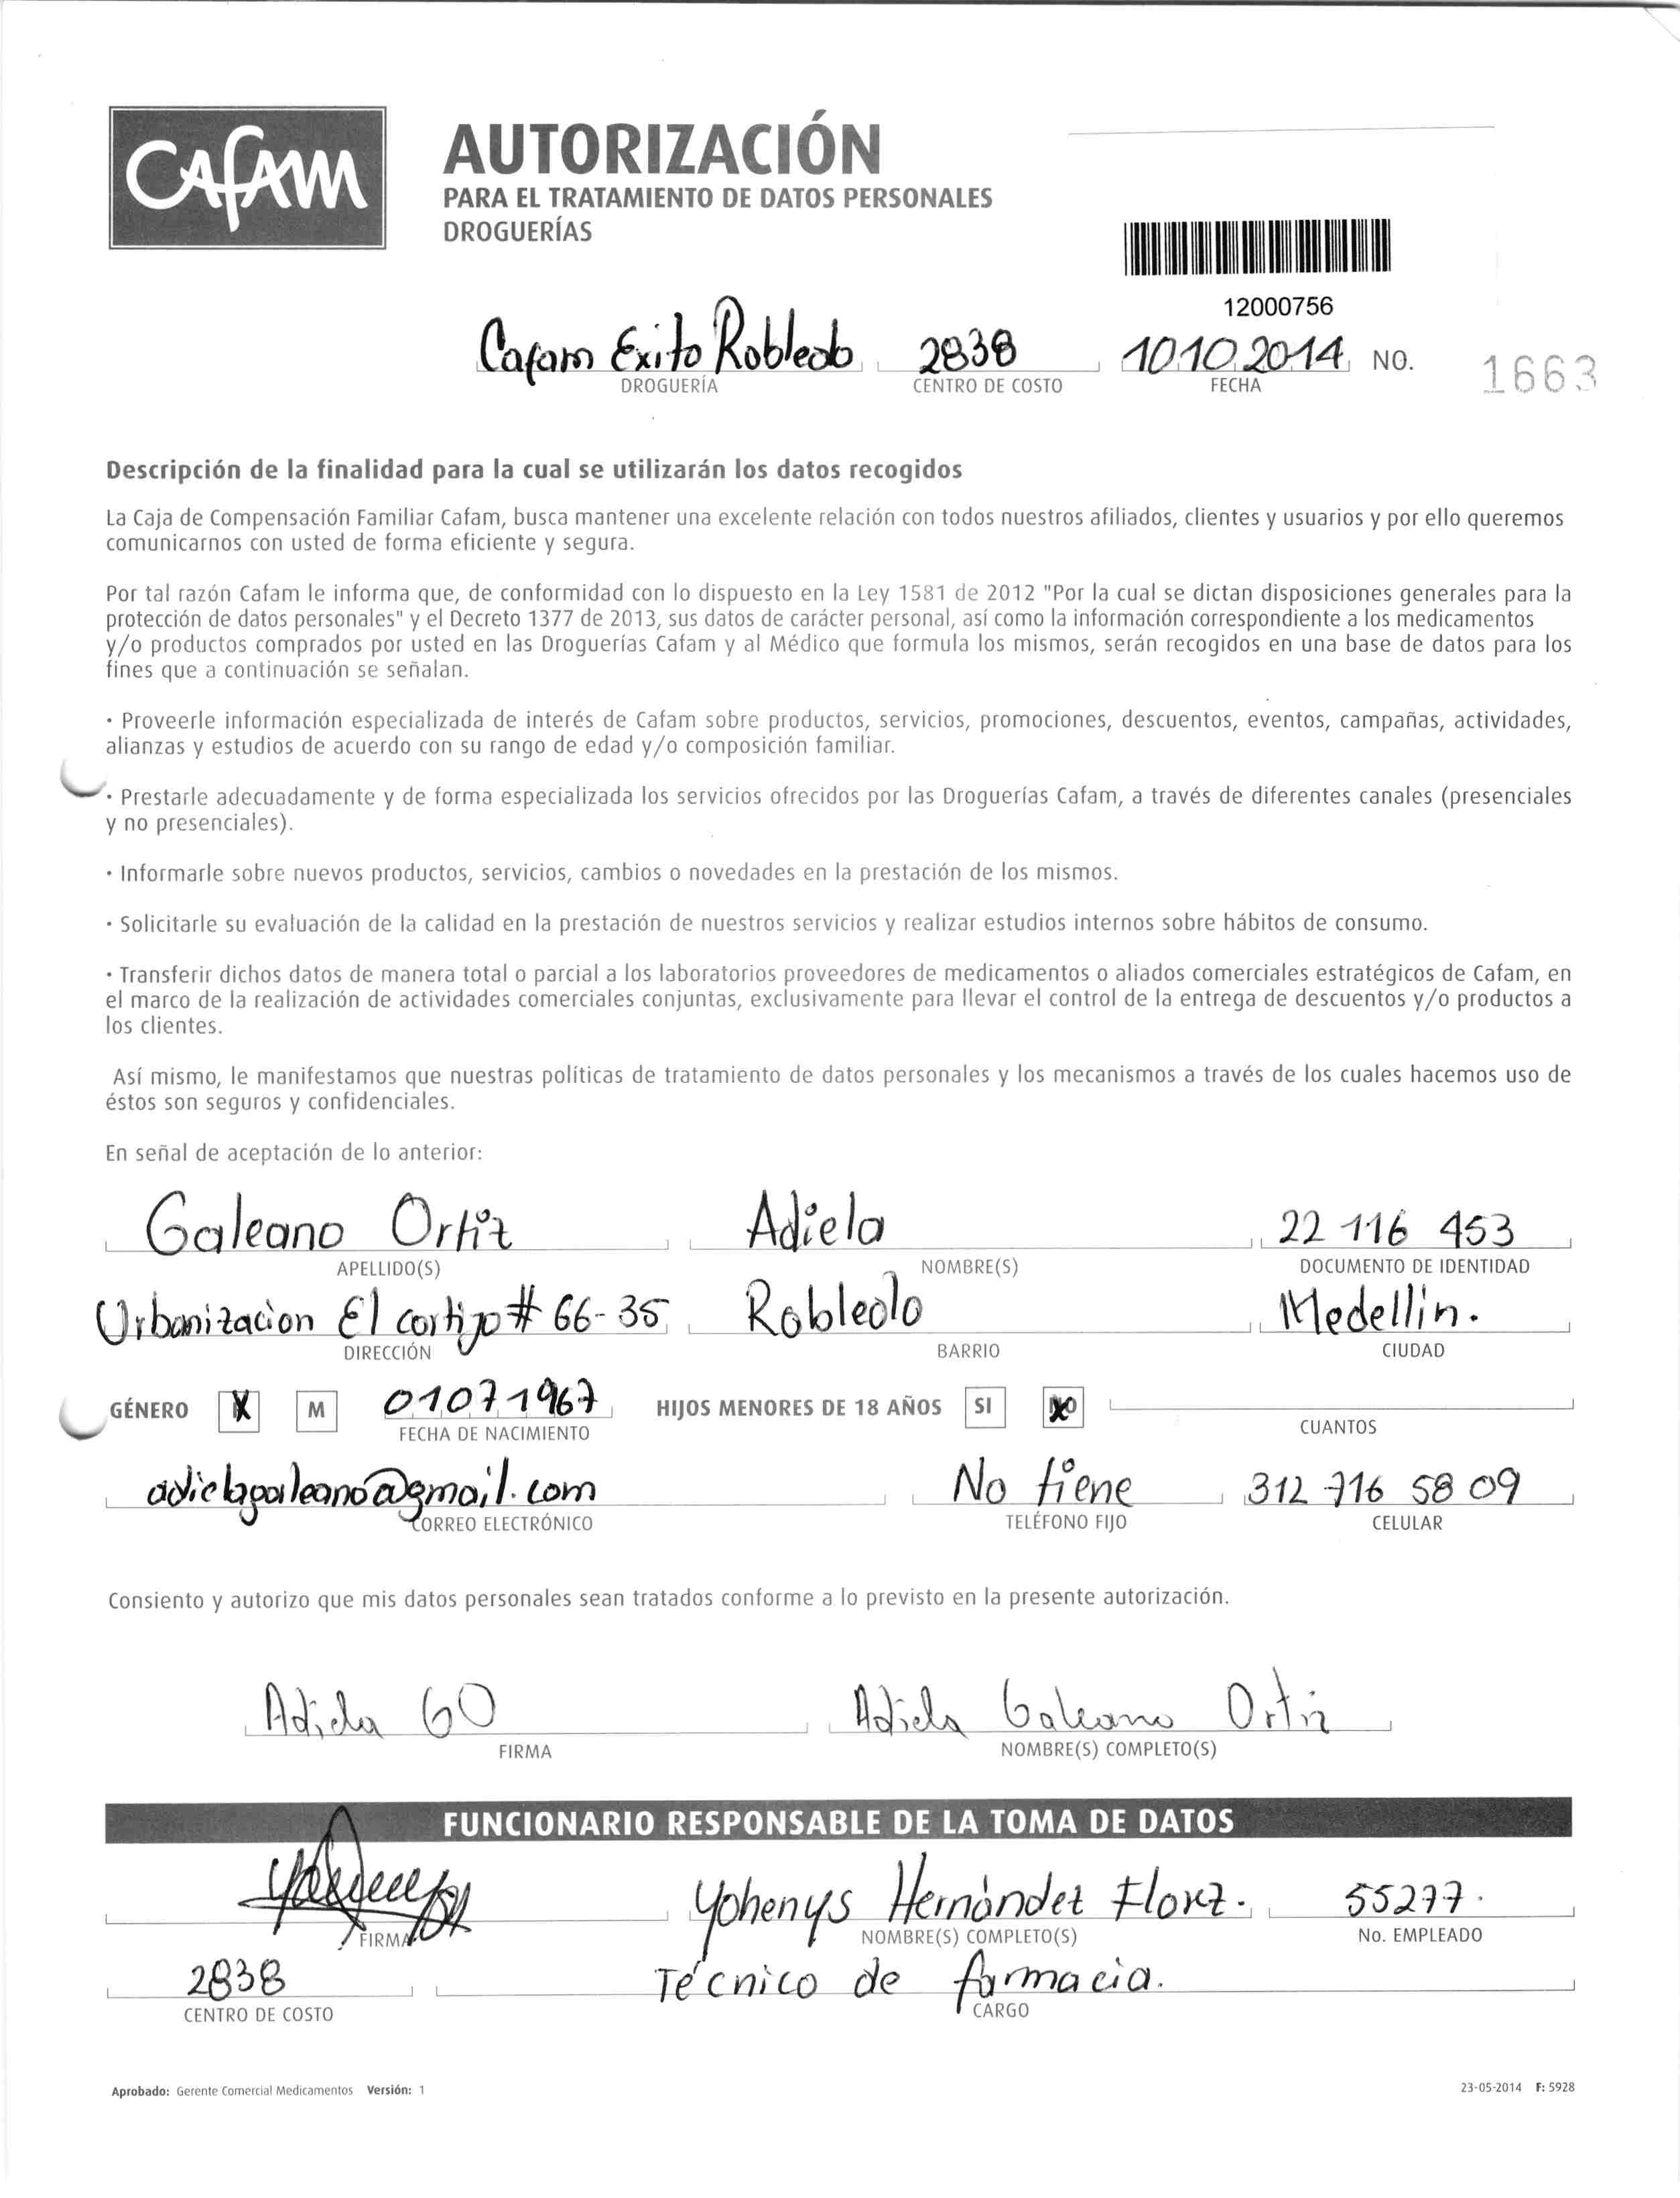 CAfAM
AUTORIZACIÓN
PARA EL TRATAMIENTO DE DATOS PERSONALES
DROGUERÍAS
12000756
Cafam Exito Robledo 2838 10.10.2014 NO. 1663
DROGUERÍA CENTRO DE COSTO FECHA
Descripción de la finalidad para la cual se utilizarán los datos recogidos
La Caja de Compensación Familiar Cafam, busca mantener una excelente relación con todos nuestros afiliados, clientes y usuarios y por ello queremos
comunicarnos con usted de forma eficiente y segura.
Por tal razón Cafam le informa que, de conformidad con lo dispuesto en la Ley 1581 de 2012 "Por la cual se dictan disposiciones generales para la
protección de datos personales" y el Decreto 1377 de 2013, sus datos de carácter personal, así como la información correspondiente a los medicamentos
y/o productos comprados por usted en las Droguerías Cafam y al Médico que formula los mismos, serán recogidos en una base de datos para los
fines que a continuación se señalan.
· Proveerle información especializada de interés de Cafam sobre productos, servicios, promociones, descuentos, eventos, campañas, actividades,
alianzas y estudios de acuerdo con su rango de edad y/o composición familiar.
· Prestarle adecuadamente y de forma especializada los servicios ofrecidos por las Droguerías Cafam, a través de diferentes canales (presenciales
y no presenciales).
· Informarle sobre nuevos productos, servicios, cambios o novedades en la prestación de los mismos.
· Solicitarle su evaluación de la calidad en la prestación de nuestros servicios y realizar estudios internos sobre hábitos de consumo.
· Transferir dichos datos de manera total o parcial a los laboratorios proveedores de medicamentos o aliados comerciales estratégicos de Cafam, en
el marco de la realización de actividades comerciales conjuntas, exclusivamente para llevar el control de la entrega de descuentos y/o productos a
los clientes.
Así mismo, le manifestamos que nuestras políticas de tratamiento de datos personales y los mecanismos a través de los cuales hacemos uso de
éstos son seguros y confidenciales.
En señal de aceptación de lo anterior:
Galeano Ortiz Adiela 22 116 453
APELLIDO(S) NOMBRE(S) DOCUMENTO DE IDENTIDAD
Urbanizacion El cortijo # 66-35 Robledo Medellin.
DIRECCIÓN BARRIO CIUDAD
GÉNERO X M 01071967 HIJOS MENORES DE 18 AÑOS SI NO
FECHA DE NACIMIENTO CUANTOS
adielagaleano@gmail.com No tiene 312 716 58 09
CORREO ELECTRÓNICO TELÉFONO FIJO CELULAR
Consiento y autorizo que mis datos personales sean tratados conforme a lo previsto en la presente autorización.
Adiela GO Adiela Galeano Ortiz
FIRMA NOMBRE(S) COMPLETO(S)
FUNCIONARIO RESPONSABLE DE LA TOMA DE DATOS
Yohenys Hernández Florez. 55277.
FIRMA NOMBRE(S) COMPLETO(S) No. EMPLEADO
2838 Técnico de farmacia.
CENTRO DE COSTO CARGO
Aprobado: Gerente Comercial Medicamentos Versión: 1 23-05-2014 F: 5928